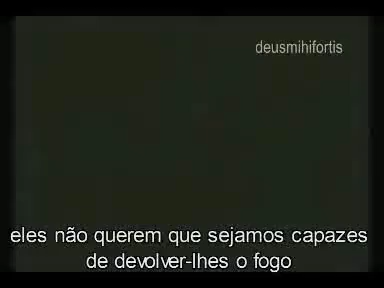 deusmihifortis
eles não querem que sejamos capazes
de devolver-lhes o fogo